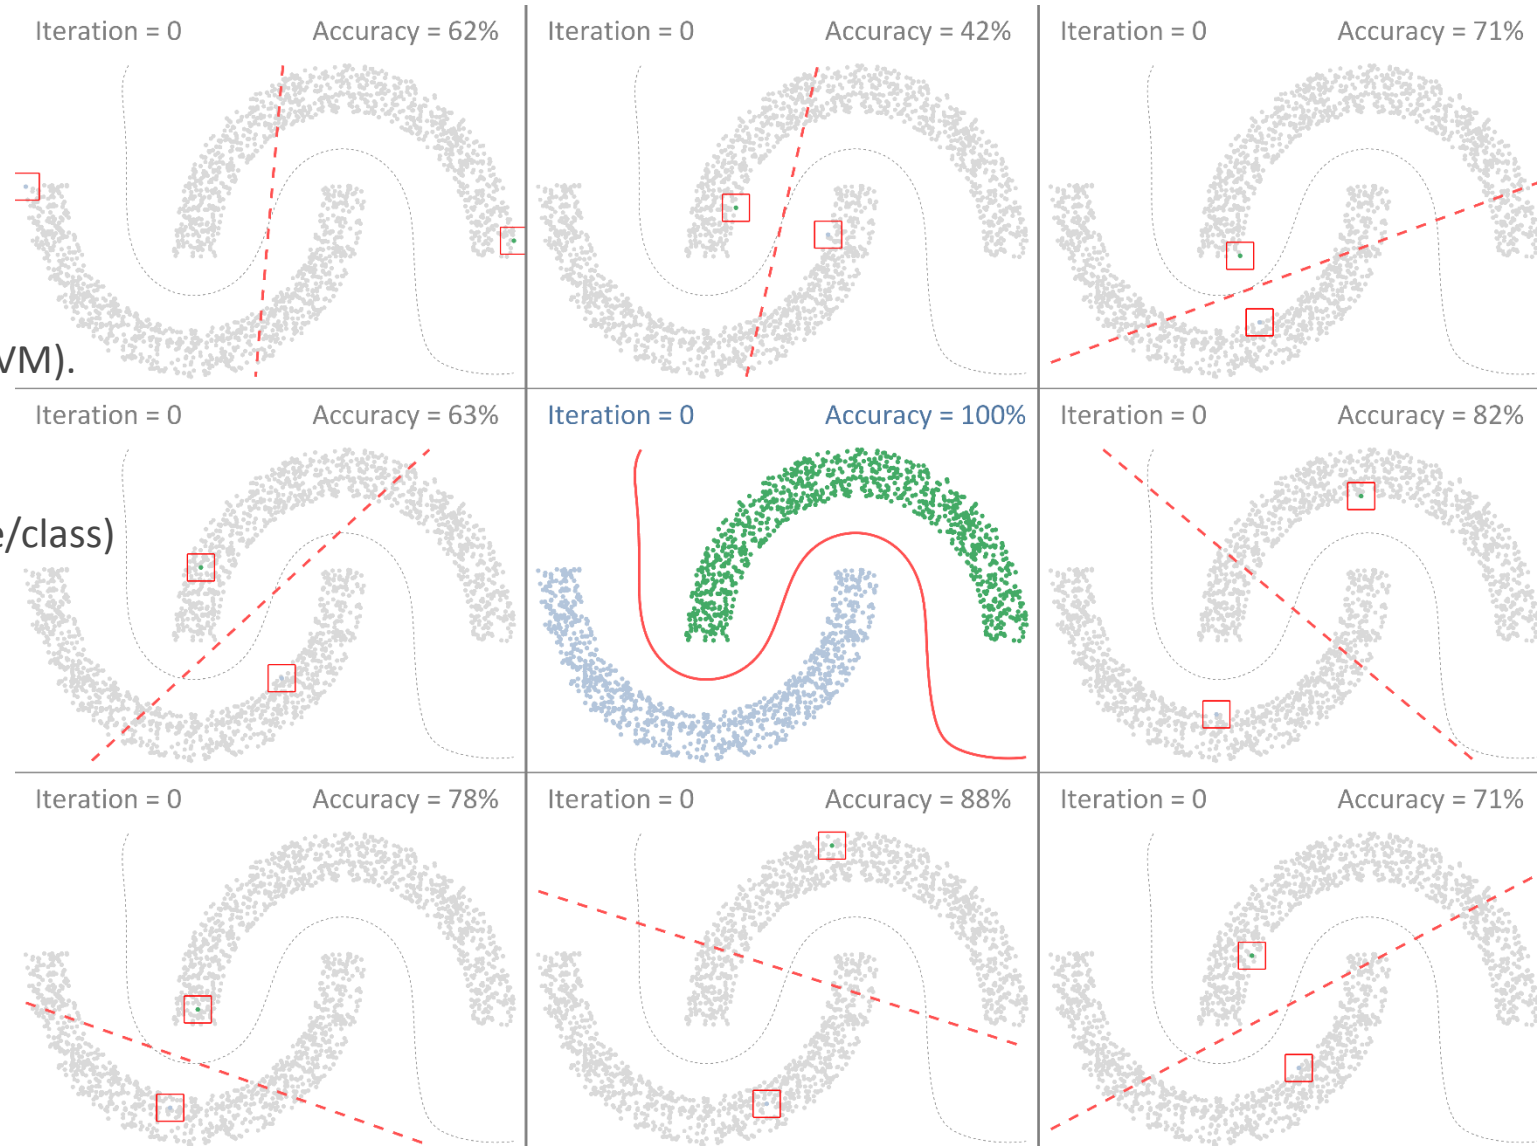 Iteration = 0 Accuracy = 62%
Iteration = 0 Accuracy = 42%
Iteration = 0 Accuracy = 71%
VM).
Iteration = 0 Accuracy = 63%
Iteration = 0 Accuracy = 100%
Iteration = 0 Accuracy = 82%
e/class)
Iteration = 0 Accuracy = 78%
Iteration = 0 Accuracy = 88%
Iteration = 0 Accuracy = 71%